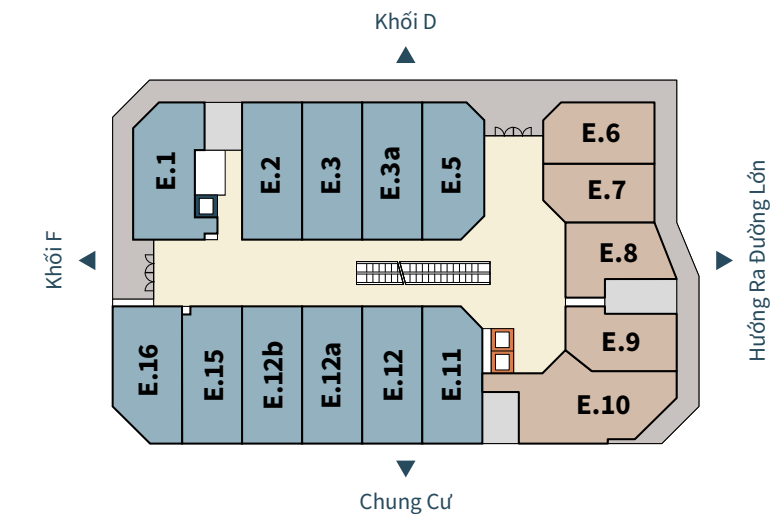 Khối D
E.1
E.2
E.3
E.3a
E.5
E.6
E.7
E.8
Khối F
Hướng Ra Đường Lớn
E.16
E.15
E.12b
E.12a
E.12
E.11
E.9
E.10
Chung Cư